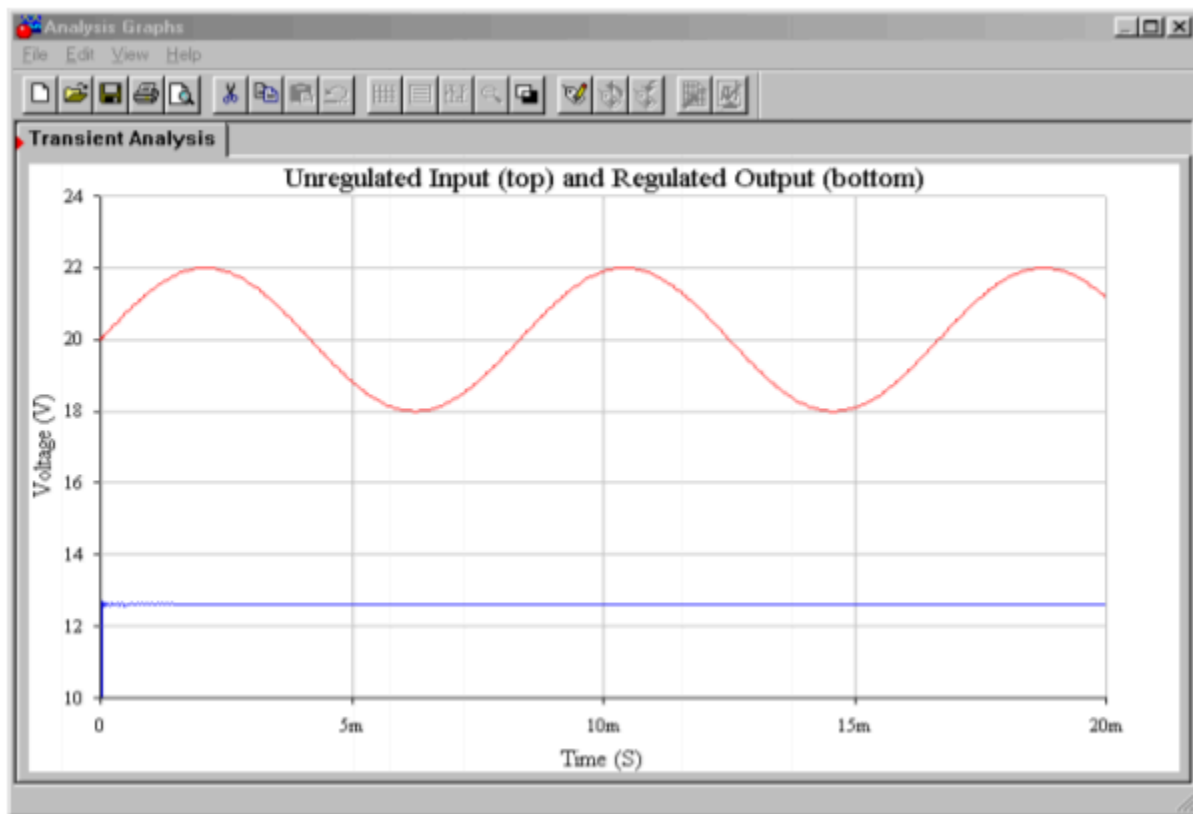 Analysis Graphs
File Edit View Help
Transient Analysis
Unregulated Input (top) and Regulated Output (bottom)
24
22
20
18
16
14
12
10
Voltage (V)
0 5m 10m 15m 20m
Time (S)